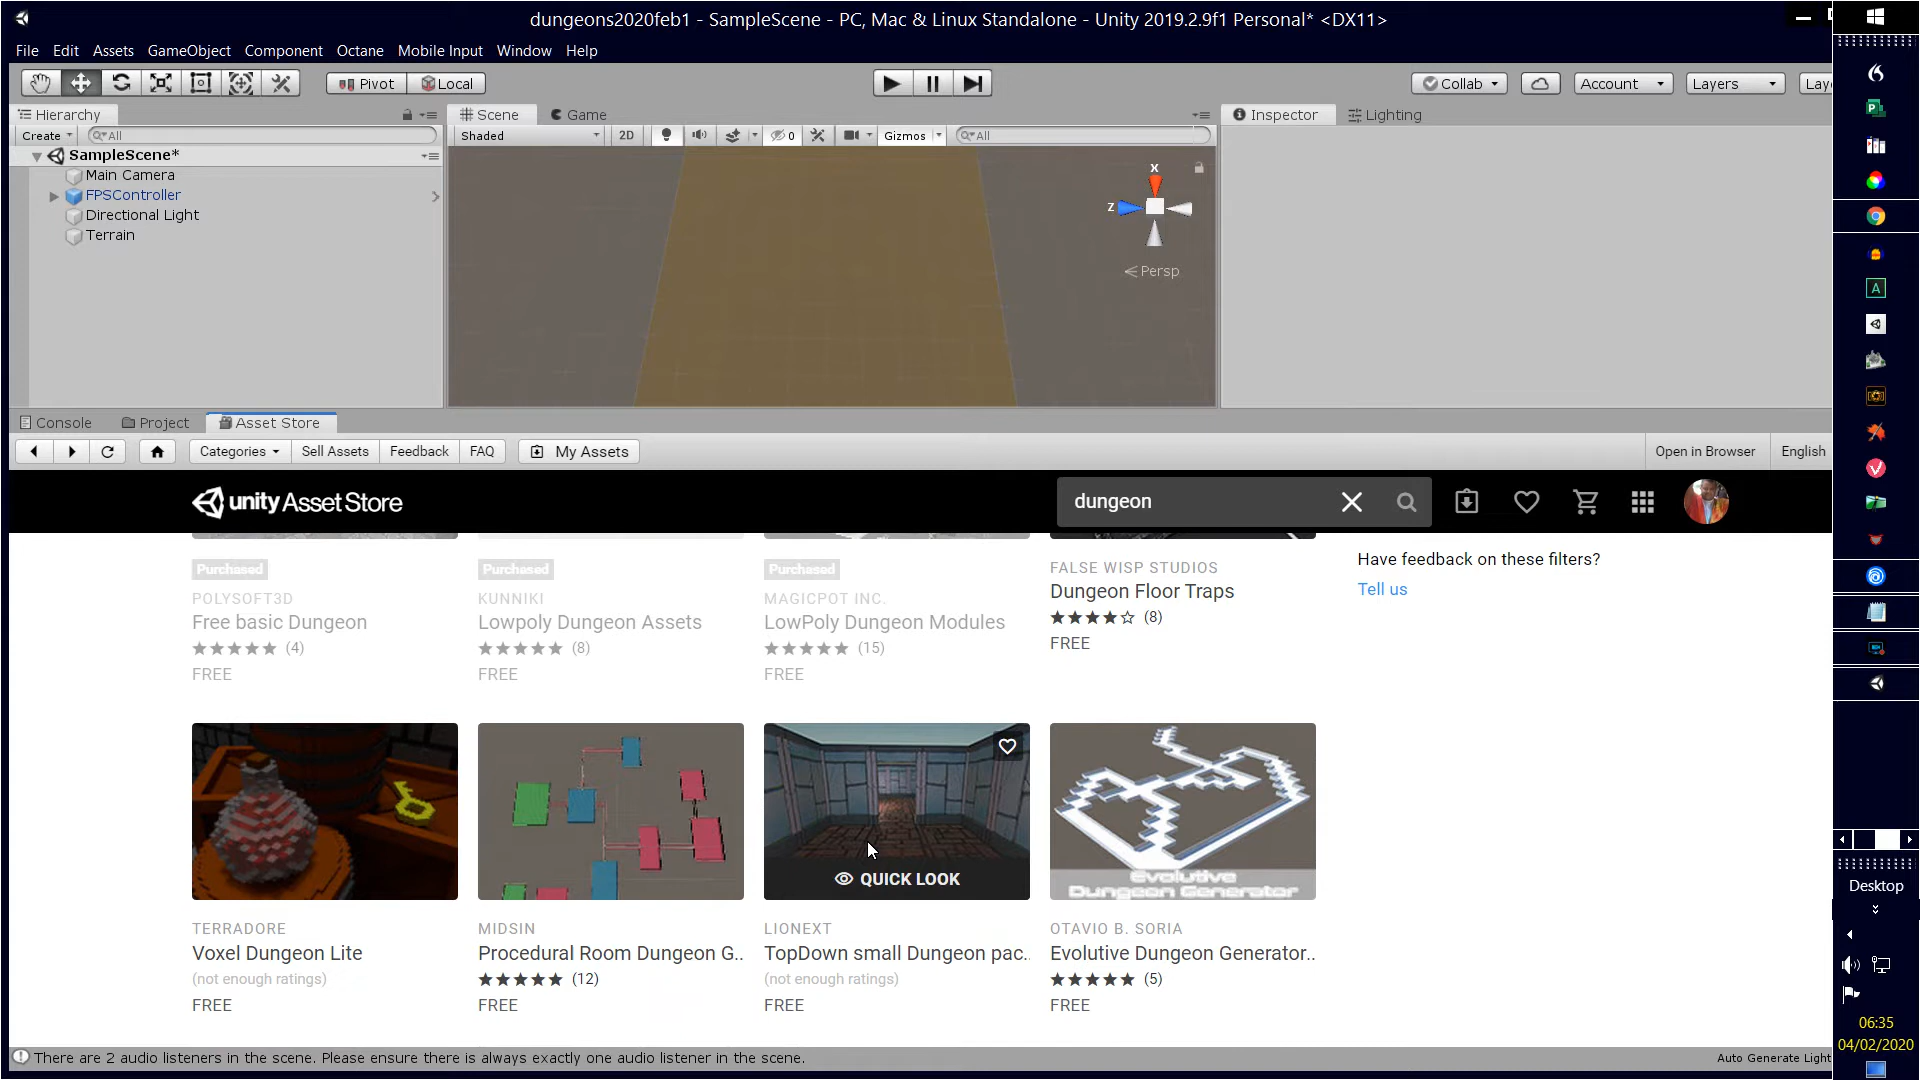 dungeons2020feb1 - SampleScene - PC, Mac & Linux Standalone - Unity 2019.2.9f1 Personal* <DX11>
File Edit Assets GameObject Component Octane Mobile Input Window Help
Pivot Local Collab Account Layers Lay
Hierarchy
Scene Game
Inspector Lighting
Create All
Shaded 2D 0 Gizmos All
SampleScene*
Main Camera
FPSController
Directional Light
Terrain
x
z
Persp
Console Project Asset Store
Categories Sell Assets Feedback FAQ My Assets Open in Browser English
unity Asset Store dungeon
Purchased
POLYSOFT3D
Free basic Dungeon
(4)
FREE
Purchased
KUNNIKI
Lowpoly Dungeon Assets
(8)
FREE
Purchased
MAGICPOT INC.
LowPoly Dungeon Modules
(15)
FREE
FALSE WISP STUDIOS
Dungeon Floor Traps
(8)
FREE
Have feedback on these filters?
Tell us
TERRADORE
Voxel Dungeon Lite
(not enough ratings)
FREE
MIDSIN
Procedural Room Dungeon G..
(12)
FREE
QUICK LOOK
LIONEXT
TopDown small Dungeon pac..
(not enough ratings)
FREE
Evolutive
Dungeon Generator
OTAVIO B. SORIA
Evolutive Dungeon Generator..
(5)
FREE
There are 2 audio listeners in the scene. Please ensure there is always exactly one audio listener in the scene.
Auto Generate Light
Desktop
06:35
04/02/2020